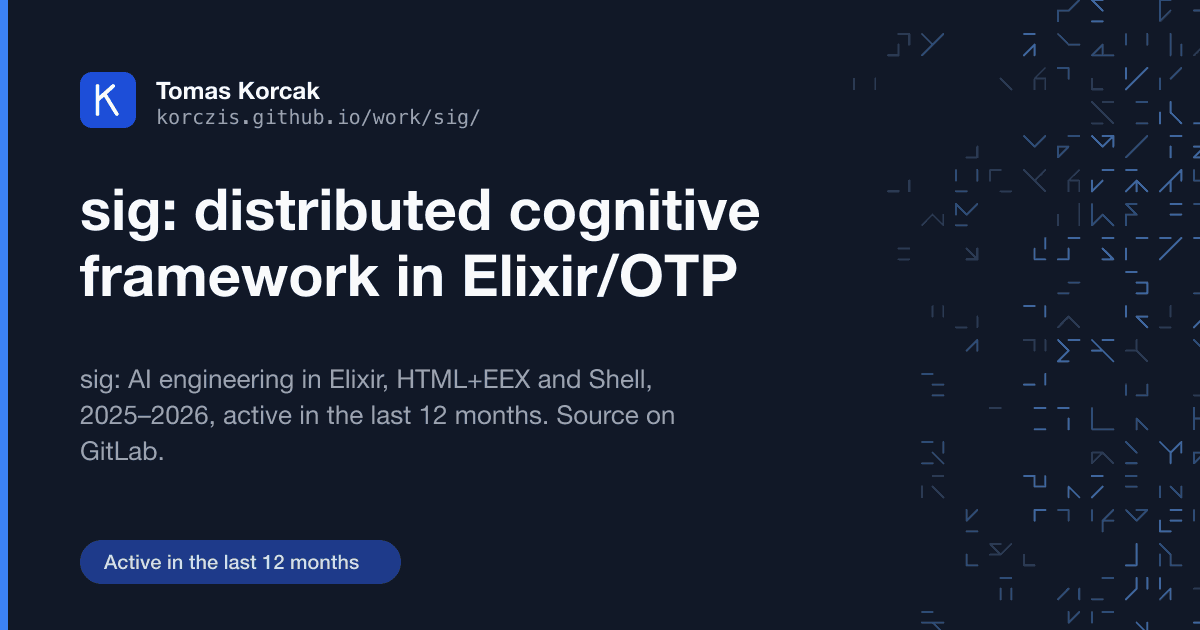 K
Tomas Korcak
korczis.github.io/work/sig/
sig: distributed cognitive
framework in Elixir/OTP
sig: AI engineering in Elixir, HTML+EEX and Shell,
2025–2026, active in the last 12 months. Source on
GitLab.
Active in the last 12 months